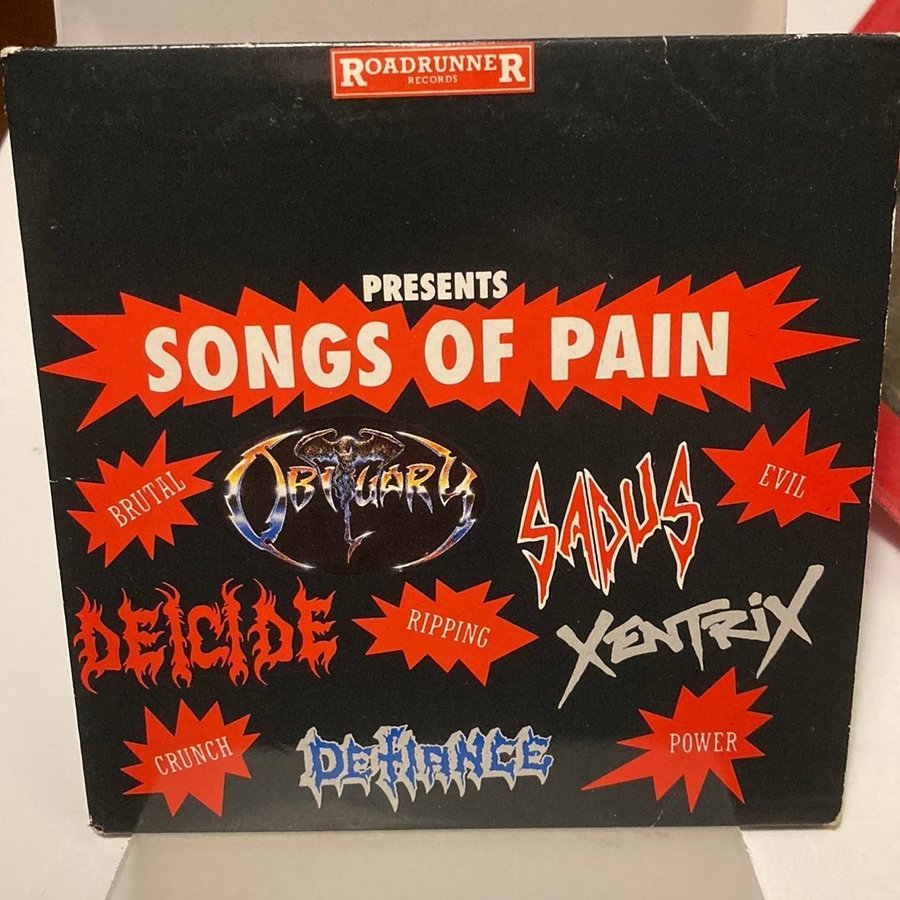 ROADRUNNER
RECORDS
PRESENTS
SONGS OF PAIN
BRUTAL
OBITUARY
SADUS
EVIL
DEICIDE
RIPPING
XENTRIX
CRUNCH
DEFIANCE
POWER